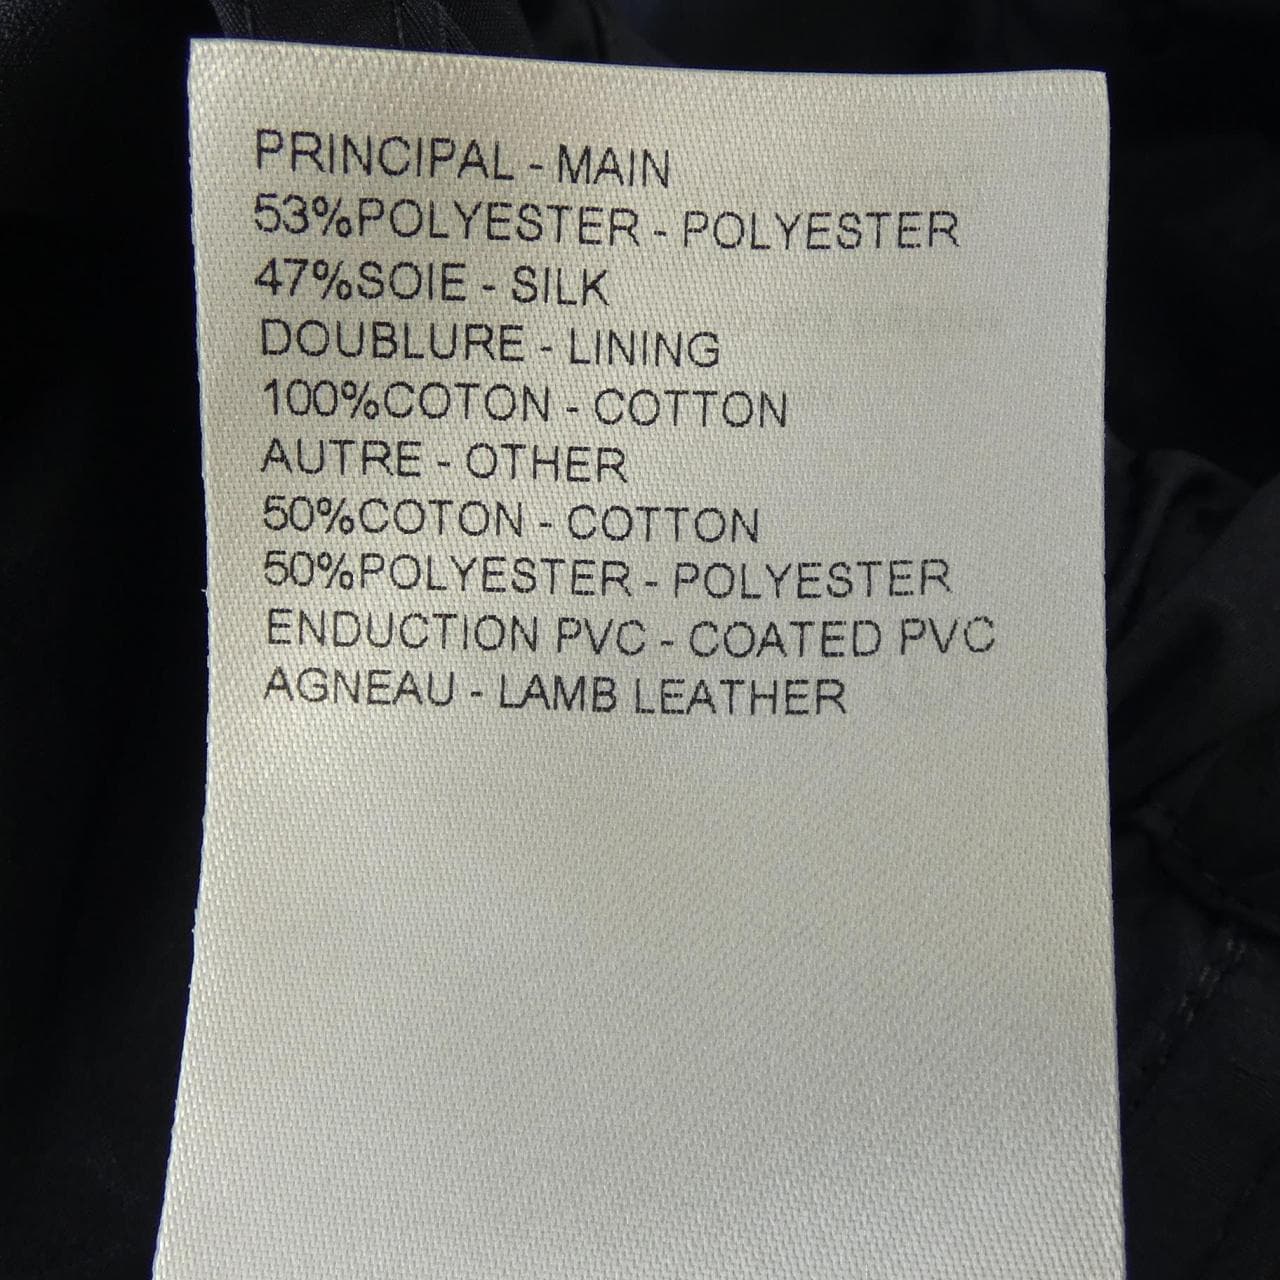 PRINCIPAL - MAIN
53%POLYESTER - POLYESTER
47%SOIE - SILK
DOUBLURE - LINING
100%COTON - COTTON
AUTRE - OTHER
50%COTON - COTTON
50%POLYESTER - POLYESTER
ENDUCTION PVC - COATED PVC
AGNEAU - LAMB LEATHER